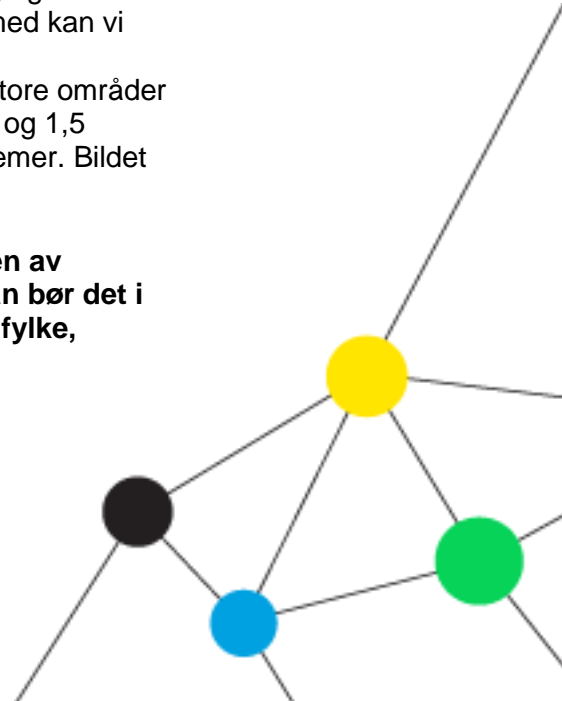 med kan vi
tore områder
og 1,5
emer. Bildet
en av
n bør det i
fylke,